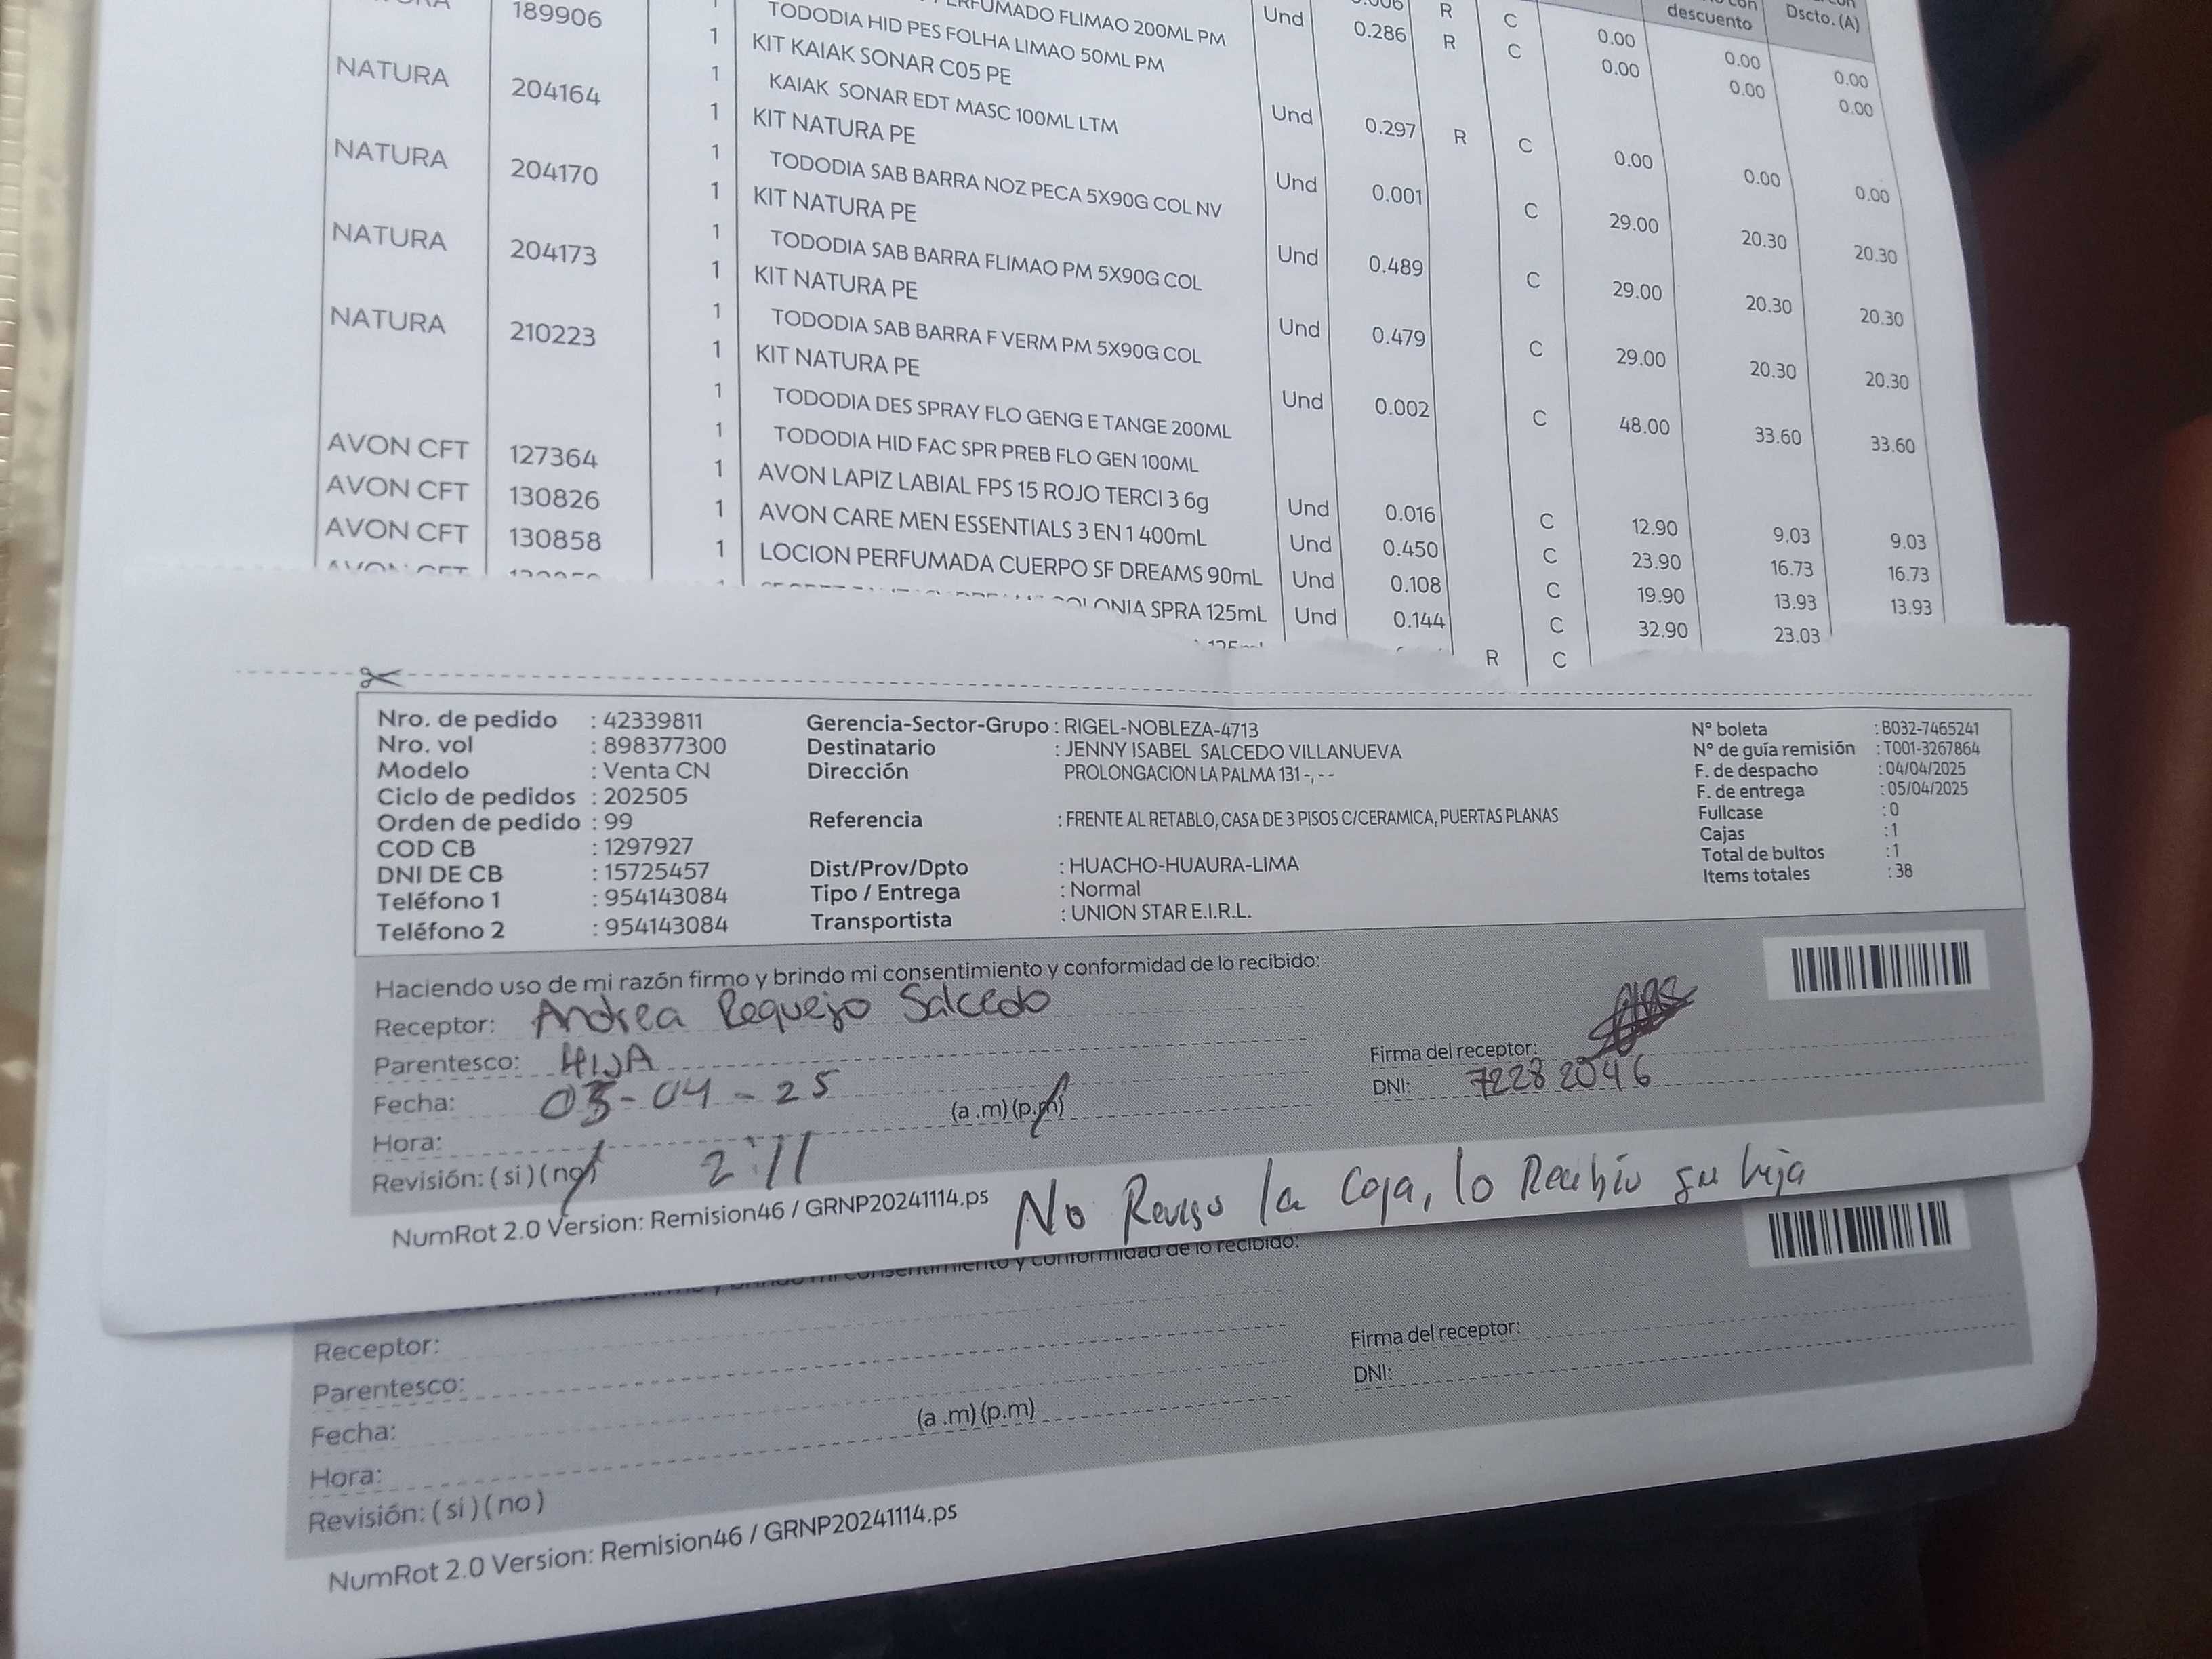 descuento Dscto. (A)
189906 1 TODODIA HID PES FOLHA LIMAO 50ML PM Und 0.286 R C 0.00 0.00 0.00
1 KIT KAIAK SONAR C05 PE
NATURA 204164 1 KAIAK SONAR EDT MASC 100ML LTM Und 0.297 R C 0.00 0.00 0.00
1 KIT NATURA PE
NATURA 204170 1 TODODIA SAB BARRA NOZ PECA 5X90G COL NV Und 0.001 C 29.00 20.30 20.30
1 KIT NATURA PE
NATURA 204173 1 TODODIA SAB BARRA FLIMAO PM 5X90G COL Und 0.489 C 29.00 20.30 20.30
1 KIT NATURA PE
NATURA 210223 1 TODODIA SAB BARRA F VERM PM 5X90G COL Und 0.479 C 29.00 20.30 20.30
1 KIT NATURA PE Und 0.002 C 48.00 33.60 33.60
1 TODODIA DES SPRAY FLO GENG E TANGE 200ML
1 TODODIA HID FAC SPR PREB FLO GEN 100ML
AVON CFT 127364 1 AVON LAPIZ LABIAL FPS 15 ROJO TERCI 3 6g Und 0.016 C 12.90 9.03 9.03
AVON CFT 130826 1 AVON CARE MEN ESSENTIALS 3 EN 1 400mL Und 0.450 C 23.90 16.73 16.73
AVON CFT 130858 1 LOCION PERFUMADA CUERPO SF DREAMS 90mL Und 0.108 C 19.90 13.93 13.93
AVON CFT COLONIA SPRA 125mL Und 0.144 C 32.90 23.03
R C
Nro. de pedido : 42339811 Gerencia-Sector-Grupo : RIGEL-NOBLEZA-4713 N° boleta : B032-7465241
Nro. vol : 898377300 Destinatario : JENNY ISABEL SALCEDO VILLANUEVA N° de guía remisión : T001-3267864
Modelo : Venta CN Dirección PROLONGACION LA PALMA 131 -, - - F. de despacho : 04/04/2025
Ciclo de pedidos : 202505 F. de entrega : 05/04/2025
Orden de pedido : 99 Referencia : FRENTE AL RETABLO, CASA DE 3 PISOS C/CERAMICA, PUERTAS PLANAS Fullcase : 0
COD CB : 1297927 Cajas : 1
DNI DE CB : 15725457 Dist/Prov/Dpto : HUACHO-HUAURA-LIMA Total de bultos : 1
Teléfono 1 : 954143084 Tipo / Entrega : Normal Items totales : 38
Teléfono 2 : 954143084 Transportista : UNION STAR E.I.R.L.
Haciendo uso de mi razón firmo y brindo mi consentimiento y conformidad de lo recibido:
Receptor: Andrea Requejo Salcedo
Parentesco: HIJA Firma del receptor:
Fecha: 05-04-25 DNI: 72282046
Hora: 2:11 (a .m) (p.m)
Revisión: ( si ) ( no )
NumRot 2.0 Version: Remision46 / GRNP20241114.ps No Reviso la Caja, lo Recibio su hija
conformidad de lo recibido:
Receptor: Firma del receptor:
Parentesco: DNI:
Fecha:
Hora: (a .m) (p.m)
Revisión: ( si ) ( no )
NumRot 2.0 Version: Remision46 / GRNP20241114.ps